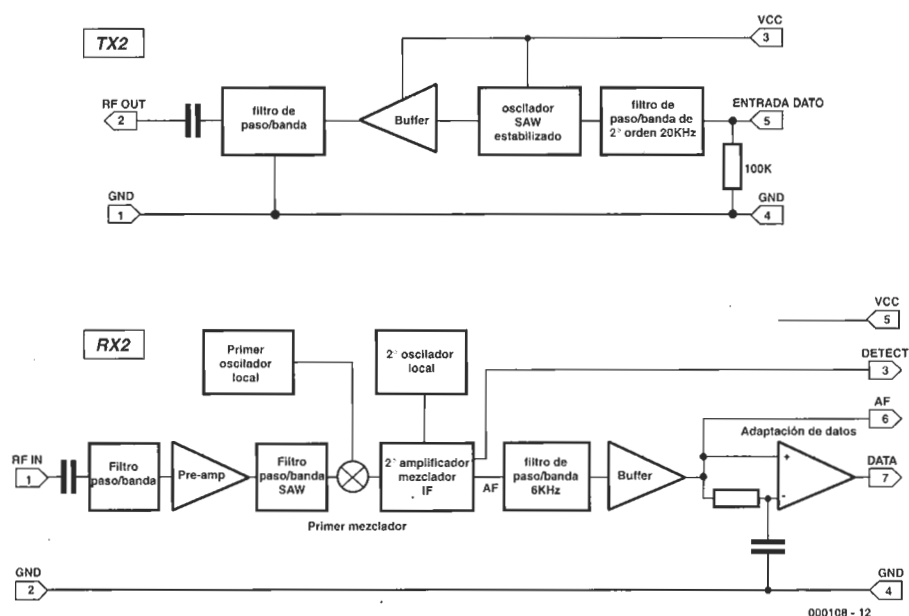 TX2
VCC
3
RF OUT
2
filtro de
paso/banda
Buffer
oscilador
SAW
estabilizado
filtro de
paso/banda de
2° orden 20KHz
ENTRADA DATO
5
100K
GND
1
GND
4
RX2
VCC
5
Primer
oscilador
local
2° oscilador
local
DETECT
3
AF
6
Adaptación de datos
RF IN
1
Filtro
paso/banda
Pre-amp
Filtro
paso/banda
SAW
Primer mezclador
2° amplificador
mezclador
IF
AF
filtro de
paso/banda
6KHz
Buffer
+
-
DATA
7
GND
2
GND
4
000108 - 12